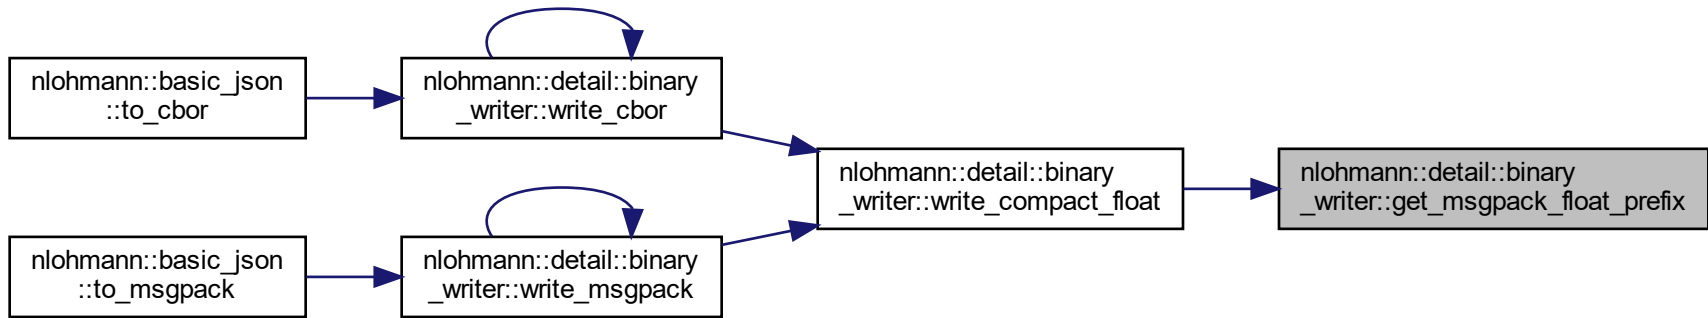 nlohmann::basic_json
::to_cbor
nlohmann::detail::binary
_writer::write_cbor
nlohmann::detail::binary
_writer::write_compact_float
nlohmann::detail::binary
_writer::get_msgpack_float_prefix
nlohmann::basic_json
::to_msgpack
nlohmann::detail::binary
_writer::write_msgpack